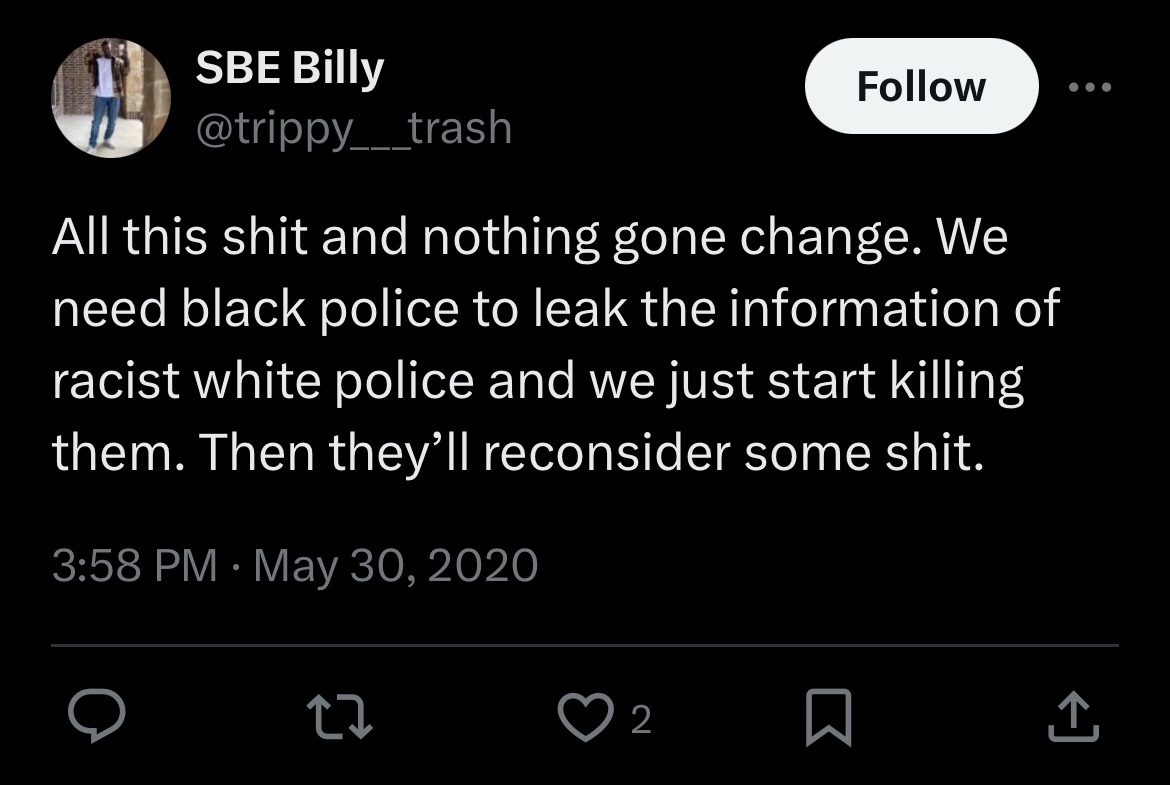 SBE Billy
@trippy___trash
Follow
All this shit and nothing gone change. We
need black police to leak the information of
racist white police and we just start killing
them. Then they’ll reconsider some shit.
3:58 PM · May 30, 2020
2